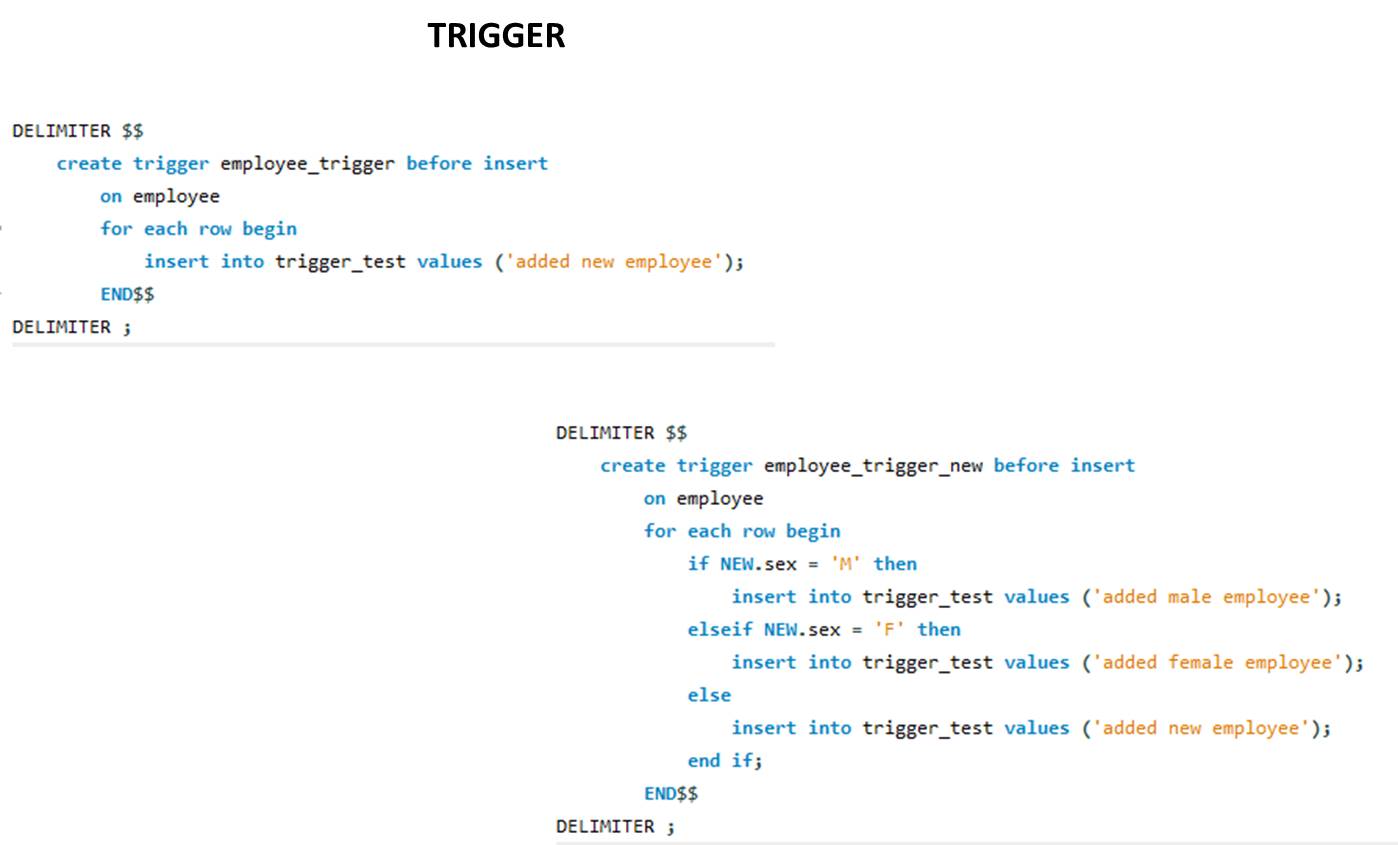 TRIGGER
DELIMITER $$
create trigger employee_trigger before insert
on employee
for each row begin
insert into trigger_test values ('added new employee');
END$$
DELIMITER ;
DELIMITER $$
create trigger employee_trigger_new before insert
on employee
for each row begin
if NEW.sex = 'M' then
insert into trigger_test values ('added male employee');
elseif NEW.sex = 'F' then
insert into trigger_test values ('added female employee');
else
insert into trigger_test values ('added new employee');
end if;
END$$
DELIMITER ;